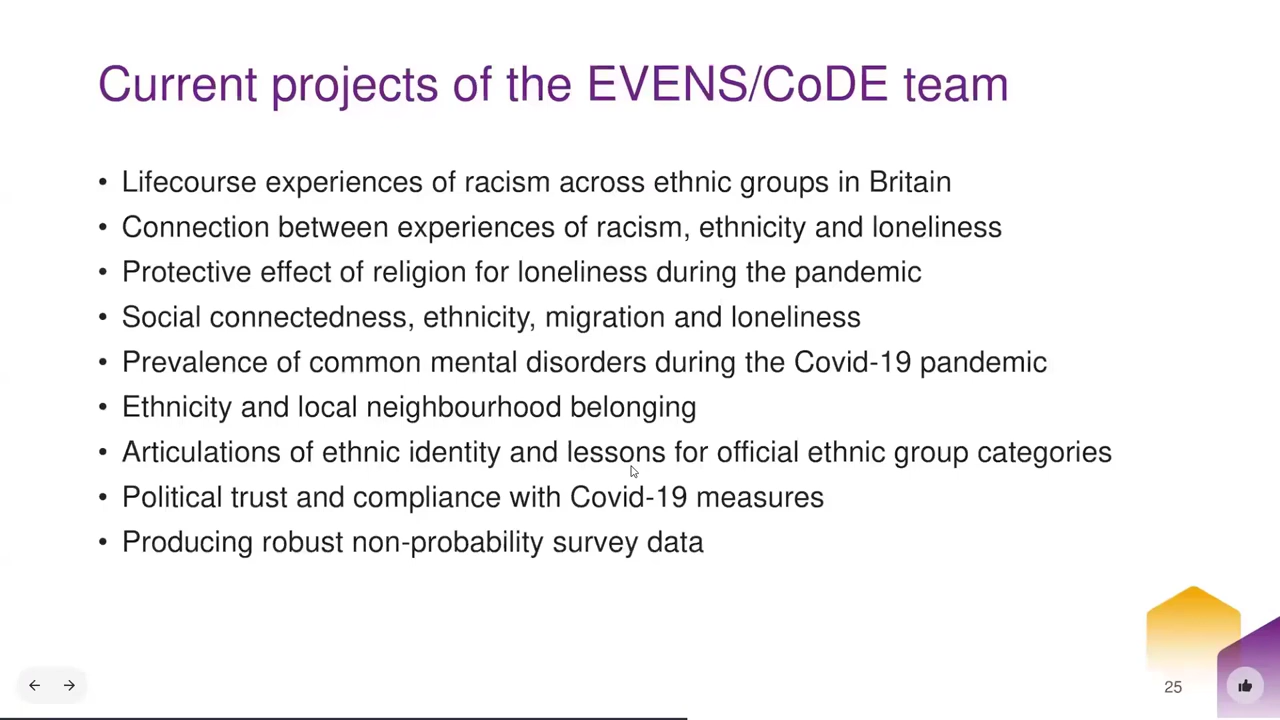 Current projects of the EVENS/CoDE team
• Lifecourse experiences of racism across ethnic groups in Britain
• Connection between experiences of racism, ethnicity and loneliness
• Protective effect of religion for loneliness during the pandemic
• Social connectedness, ethnicity, migration and loneliness
• Prevalence of common mental disorders during the Covid-19 pandemic
• Ethnicity and local neighbourhood belonging
• Articulations of ethnic identity and lessons for official ethnic group categories
• Political trust and compliance with Covid-19 measures
• Producing robust non-probability survey data
25